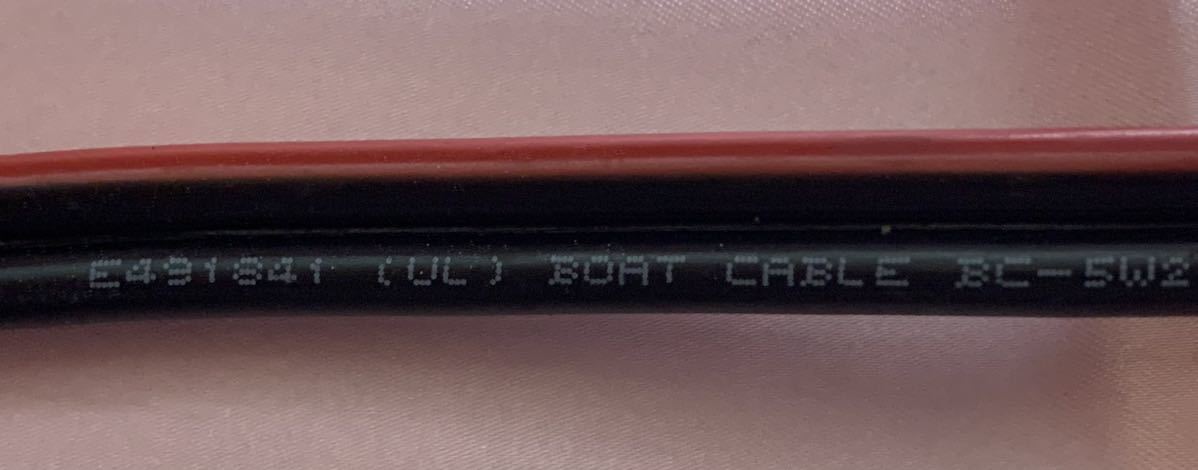 E491841 (UL) BOAT CABLE BC-5W2